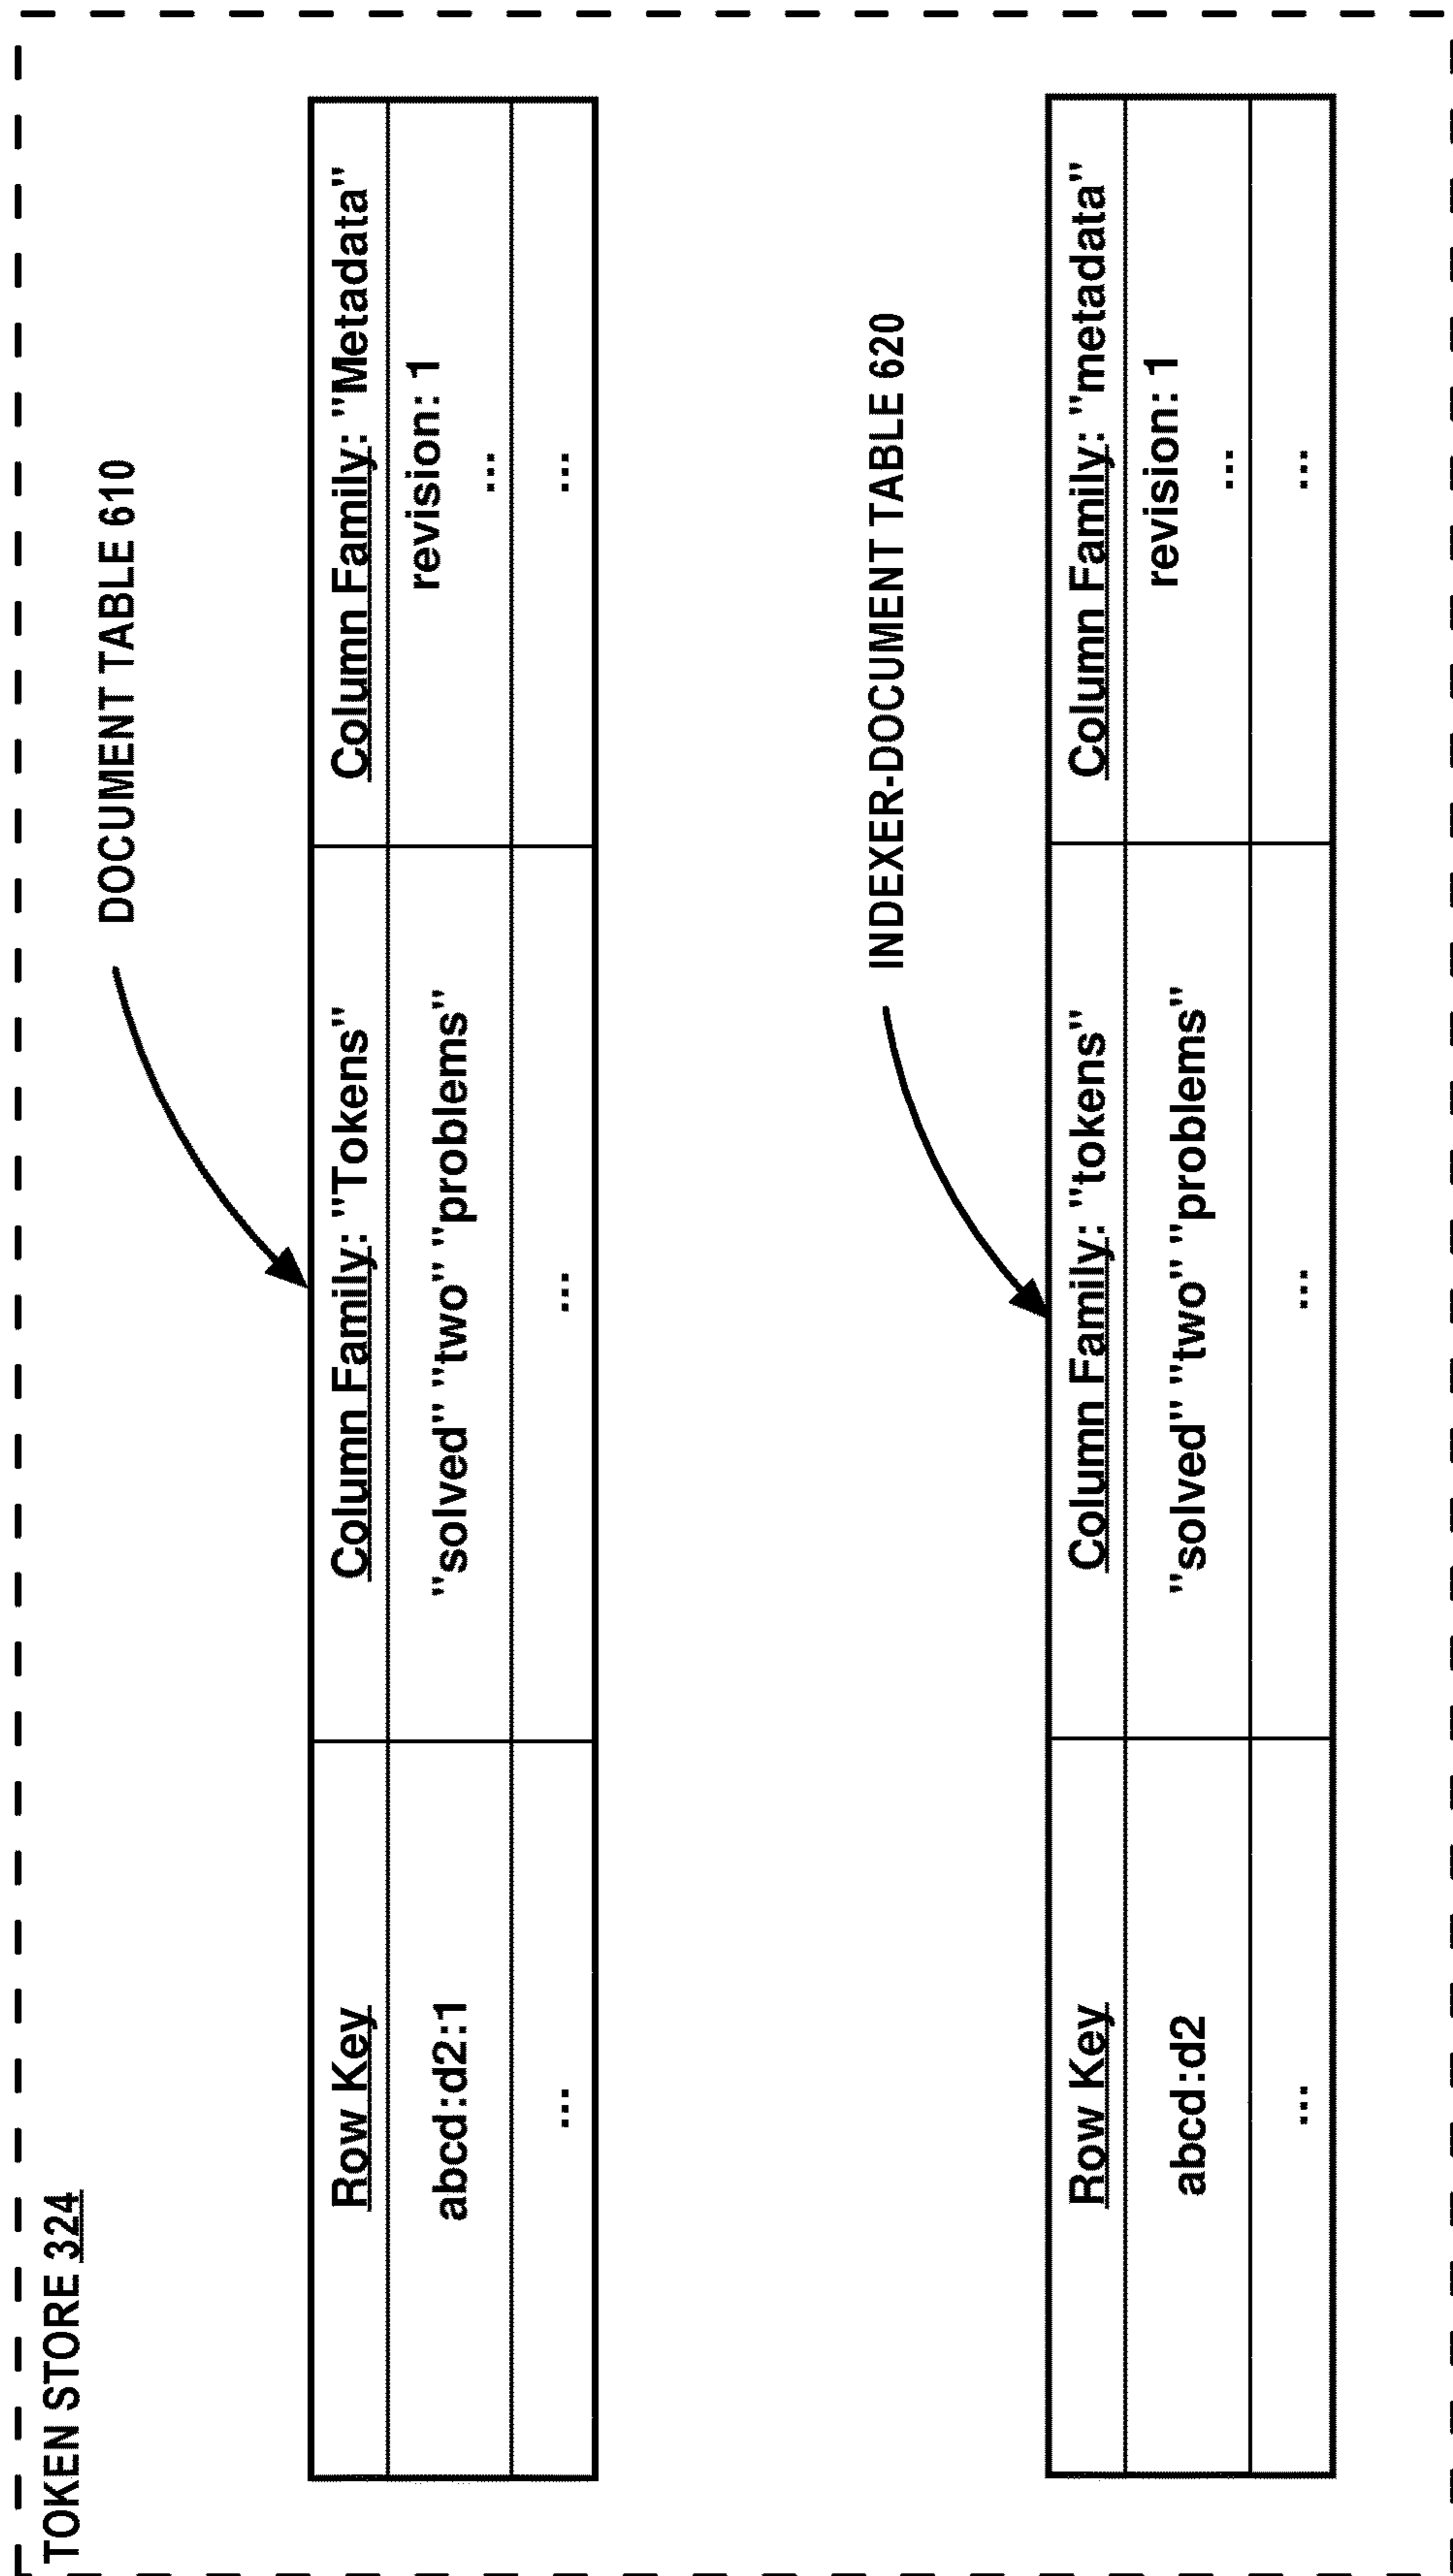 TOKEN STORE 324
DOCUMENT TABLE 610
Row Key Column Family: "Tokens" Column Family: "Metadata"
abcd:d2:1 "solved" "two" "problems" revision: 1
...
... ... ...
INDEXER-DOCUMENT TABLE 620
Row Key Column Family: "tokens" Column Family: "metadata"
abcd:d2 "solved" "two" "problems" revision: 1
...
... ... ...